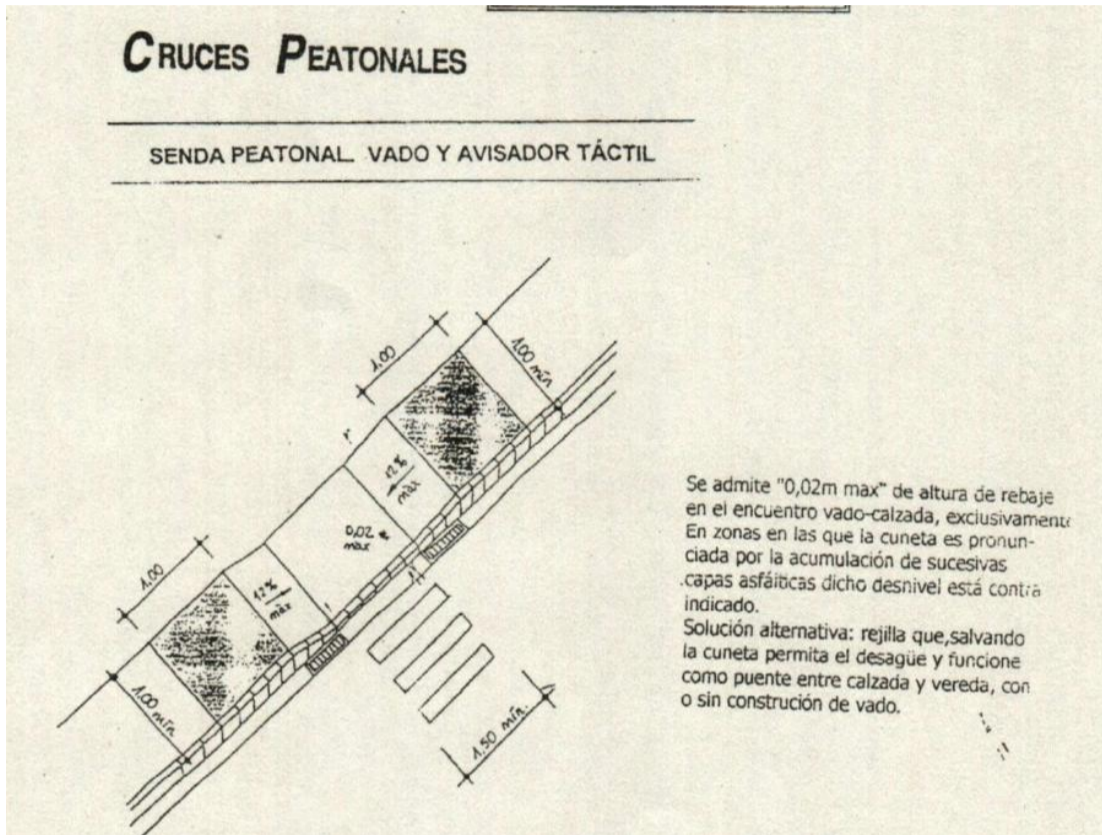 CRUCES PEATONALES
SENDA PEATONAL VADO Y AVISADOR TÁCTIL
1,00
1,00 mín
12%
máx
0,02
max
1,00
12%
máx
1,00 mín.
1,50 mín.
Se admite "0,02m max" de altura de rebaje
en el encuentro vado-calzada, exclusivamente
En zonas en las que la cuneta es pronun-
ciada por la acumulación de sucesivas
capas asfálticas dicho desnivel está contra
indicado.
Solución alternativa: rejilla que,salvando
la cuneta permita el desagüe y funcione
como puente entre calzada y vereda, con
o sin construción de vado.